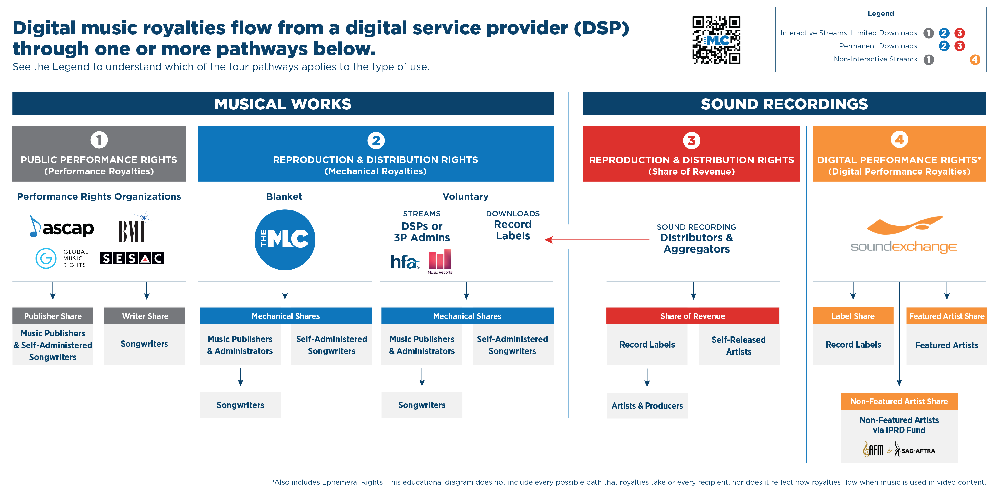 Digital music royalties flow from a digital service provider (DSP)
through one or more pathways below.
See the Legend to understand which of the four pathways applies to the type of use.
THE MLC
Legend
Interactive Streams, Limited Downloads 1 2 3
Permanent Downloads 2 3
Non-Interactive Streams 1 4
MUSICAL WORKS
1
PUBLIC PERFORMANCE RIGHTS
(Performance Royalties)
Performance Rights Organizations
ascap
BMI
GLOBAL
MUSIC
RIGHTS
SESAC
Publisher Share
Music Publishers
& Self-Administered
Songwriters
Writer Share
Songwriters
2
REPRODUCTION & DISTRIBUTION RIGHTS
(Mechanical Royalties)
Blanket
THE MLC
Mechanical Shares
Music Publishers
& Administrators
Self-Administered
Songwriters
Songwriters
Voluntary
STREAMS
DSPs or
3P Admins
hfa®
Music Reports
DOWNLOADS
Record
Labels
Mechanical Shares
Music Publishers
& Administrators
Self-Administered
Songwriters
Songwriters
SOUND RECORDINGS
3
REPRODUCTION & DISTRIBUTION RIGHTS
(Share of Revenue)
SOUND RECORDING
Distributors &
Aggregators
Share of Revenue
Record Labels
Self-Released
Artists
Artists & Producers
4
DIGITAL PERFORMANCE RIGHTS*
(Digital Performance Royalties)
soundexchange
Label Share
Record Labels
Featured Artist Share
Featured Artists
Non-Featured Artist Share
Non-Featured Artists
via IPRD Fund
AFM & SAG·AFTRA
*Also includes Ephemeral Rights. This educational diagram does not include every possible path that royalties take or every recipient, nor does it reflect how royalties flow when music is used in video content.